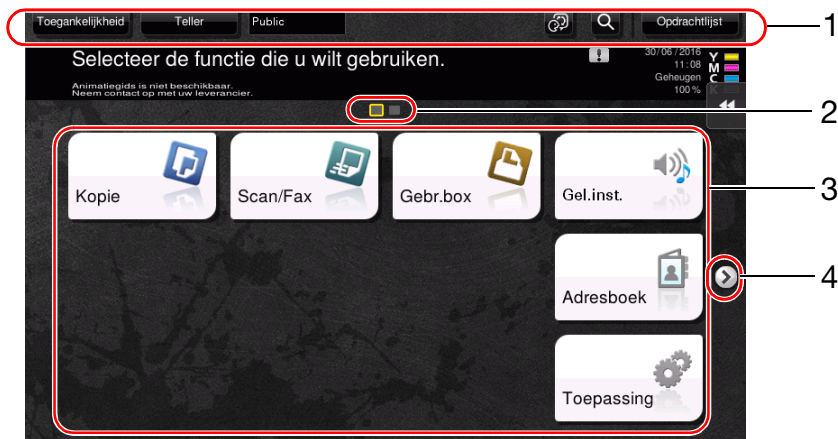 Toegankelijkheid Teller Public Opdrachtlijst 1
Selecteer de functie die u wilt gebruiken.
Animatiegids is niet beschikbaar.
Neem contact op met uw leverancier.
!
30/06/2016
11:08
Geheugen
100 %
Y
M
C
K
2
Kopie
Scan/Fax
Gebr.box
Gel.inst.
3
Adresboek
4
Toepassing